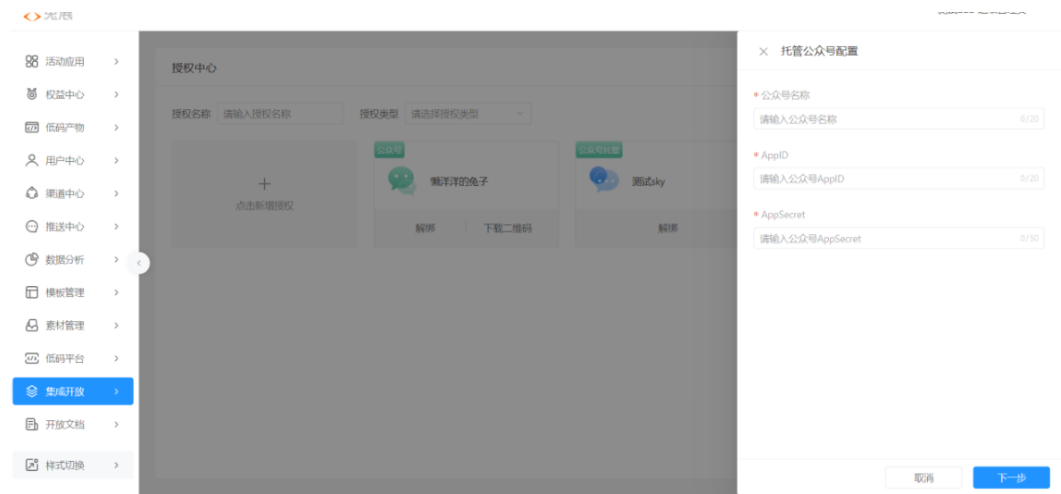 托管公众号配置
活动应用
授权中心
权益中心
* 公众号名称
授权名称 请输入授权名称 授权类型 请选择授权类型
请输入公众号名称 0/20
低码产物
公众号 公众号托管
用户中心
* AppID
懒洋洋的兔子 测试sky
请输入公众号AppID 0/20
渠道中心
点击新增授权
* AppSecret
推送中心
解绑 下载二维码 解绑
请输入公众号AppSecret 0/50
数据分析
模板管理
素材管理
低码平台
集成开放
开放文档
样式切换
取消 下一步